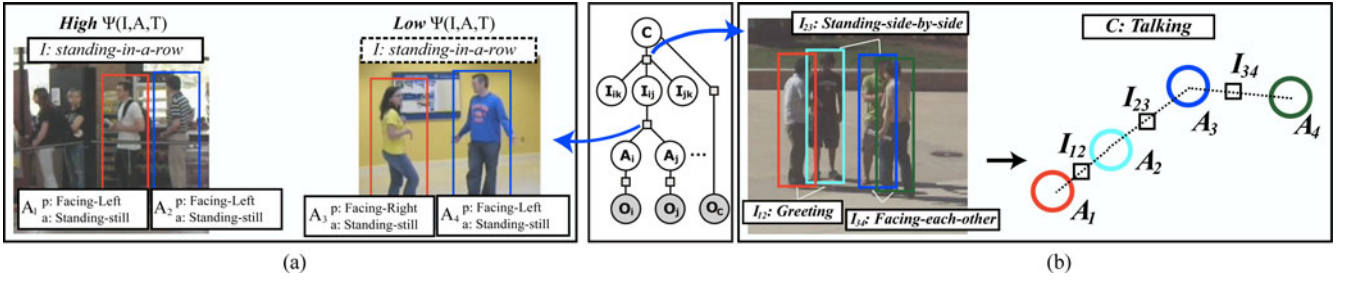 High Ψ(I,A,T)
I: standing-in-a-row
A1 p: Facing-Left
a: Standing-still
A2 p: Facing-Left
a: Standing-still
Low Ψ(I,A,T)
I: standing-in-a-row
A3 p: Facing-Right
a: Standing-still
A4 p: Facing-Left
a: Standing-still
(a)
C
Iik Iij Ijk
Ai Aj ...
Oi Oj OC
I23: Standing-side-by-side
I12: Greeting
I34: Facing-each-other
C: Talking
I34
I23
I12
A3
A4
A2
A1
(b)